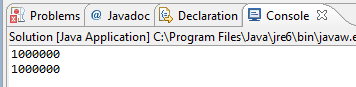 Problems @ Javadoc Declaration Console
Solution [Java Application] C:\Program Files\Java\jre6\bin\javaw.e
1000000
1000000